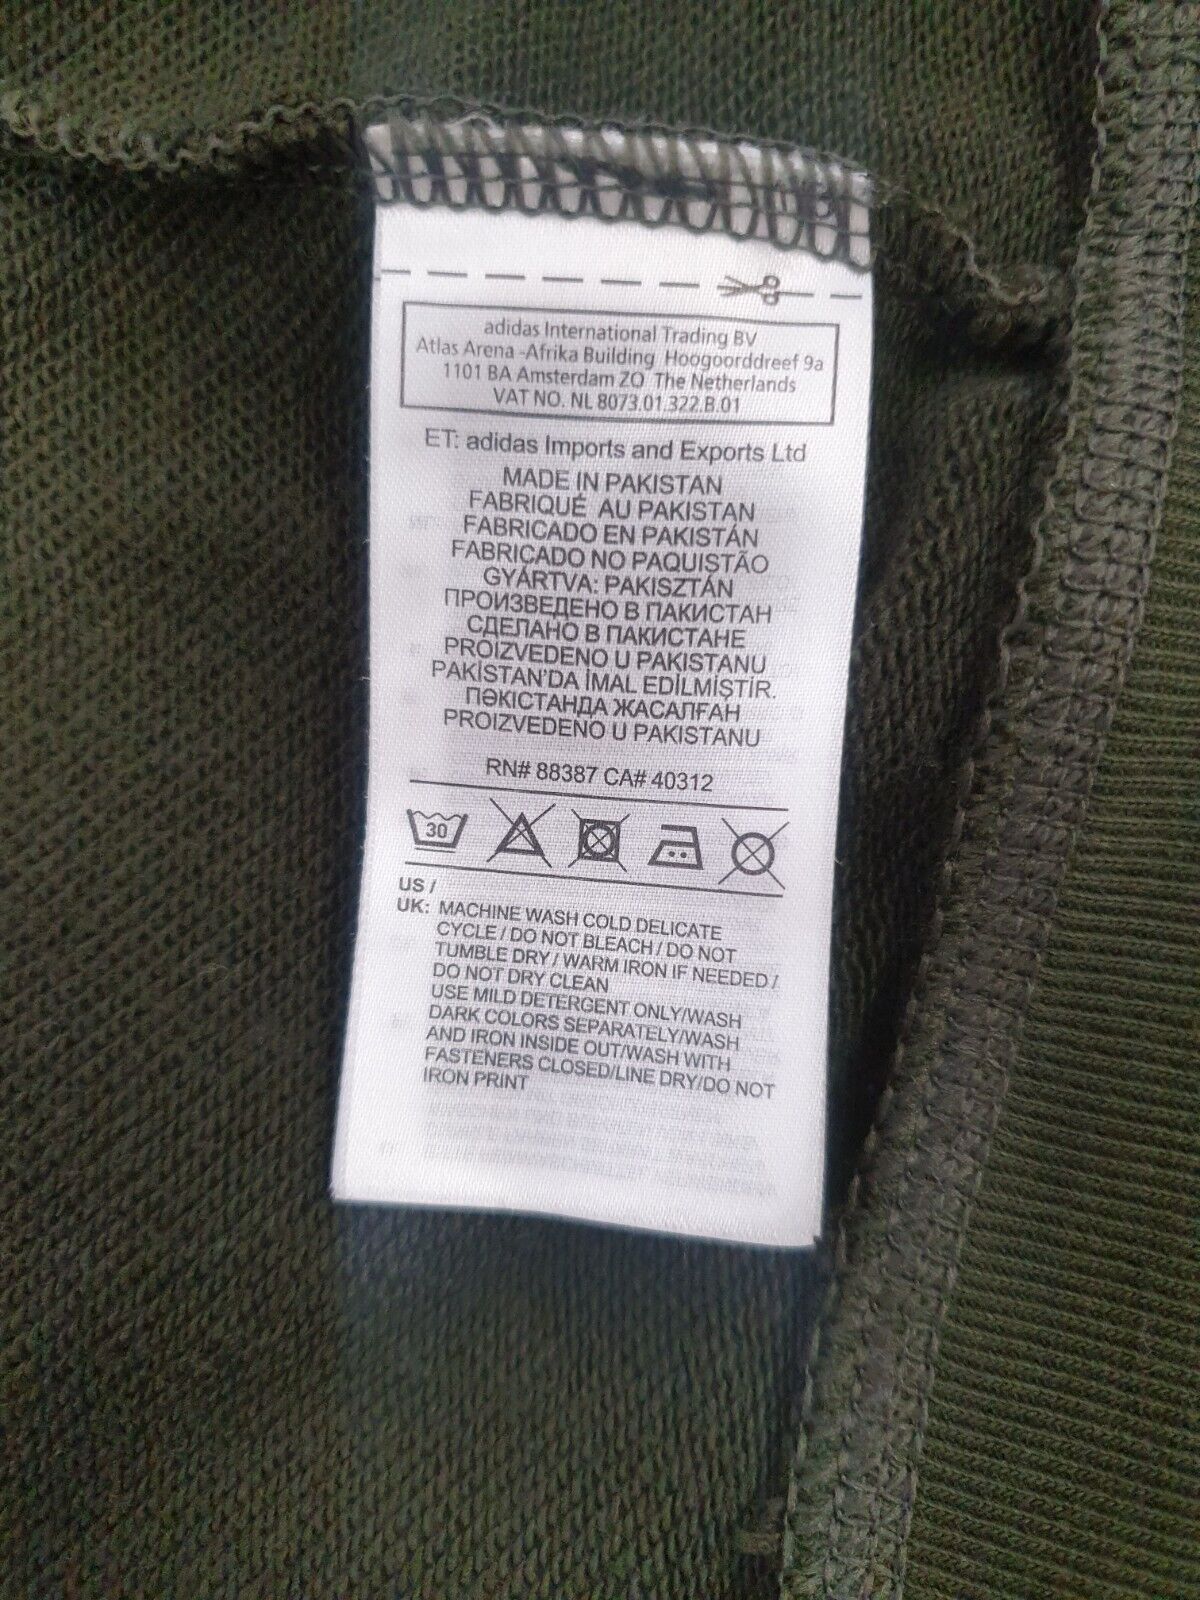 adidas International Trading BV
Atlas Arena -Afrika Building Hoogoorddreef 9a
1101 BA Amsterdam ZO The Netherlands
VAT NO. NL 8073.01.322.B.01
ET: adidas Imports and Exports Ltd
MADE IN PAKISTAN
FABRIQUÉ AU PAKISTAN
FABRICADO EN PAKISTÁN
FABRICADO NO PAQUISTÃO
GYÁRTVA: PAKISZTÁN
ПРОИЗВЕДЕНО В ПАКИСТАН
СДЕЛАНО В ПАКИСТАНЕ
PROIZVEDENO U PAKISTANU
PAKİSTAN'DA İMAL EDİLMİŞTİR.
ПӘКІСТАНДА ЖАСАЛҒАН
PROIZVEDENO U PAKISTANU
RN# 88387 CA# 40312
30
US /
UK: MACHINE WASH COLD DELICATE
CYCLE / DO NOT BLEACH / DO NOT
TUMBLE DRY / WARM IRON IF NEEDED /
DO NOT DRY CLEAN
USE MILD DETERGENT ONLY/WASH
DARK COLORS SEPARATELY/WASH
AND IRON INSIDE OUT/WASH WITH
FASTENERS CLOSED/LINE DRY/DO NOT
IRON PRINT